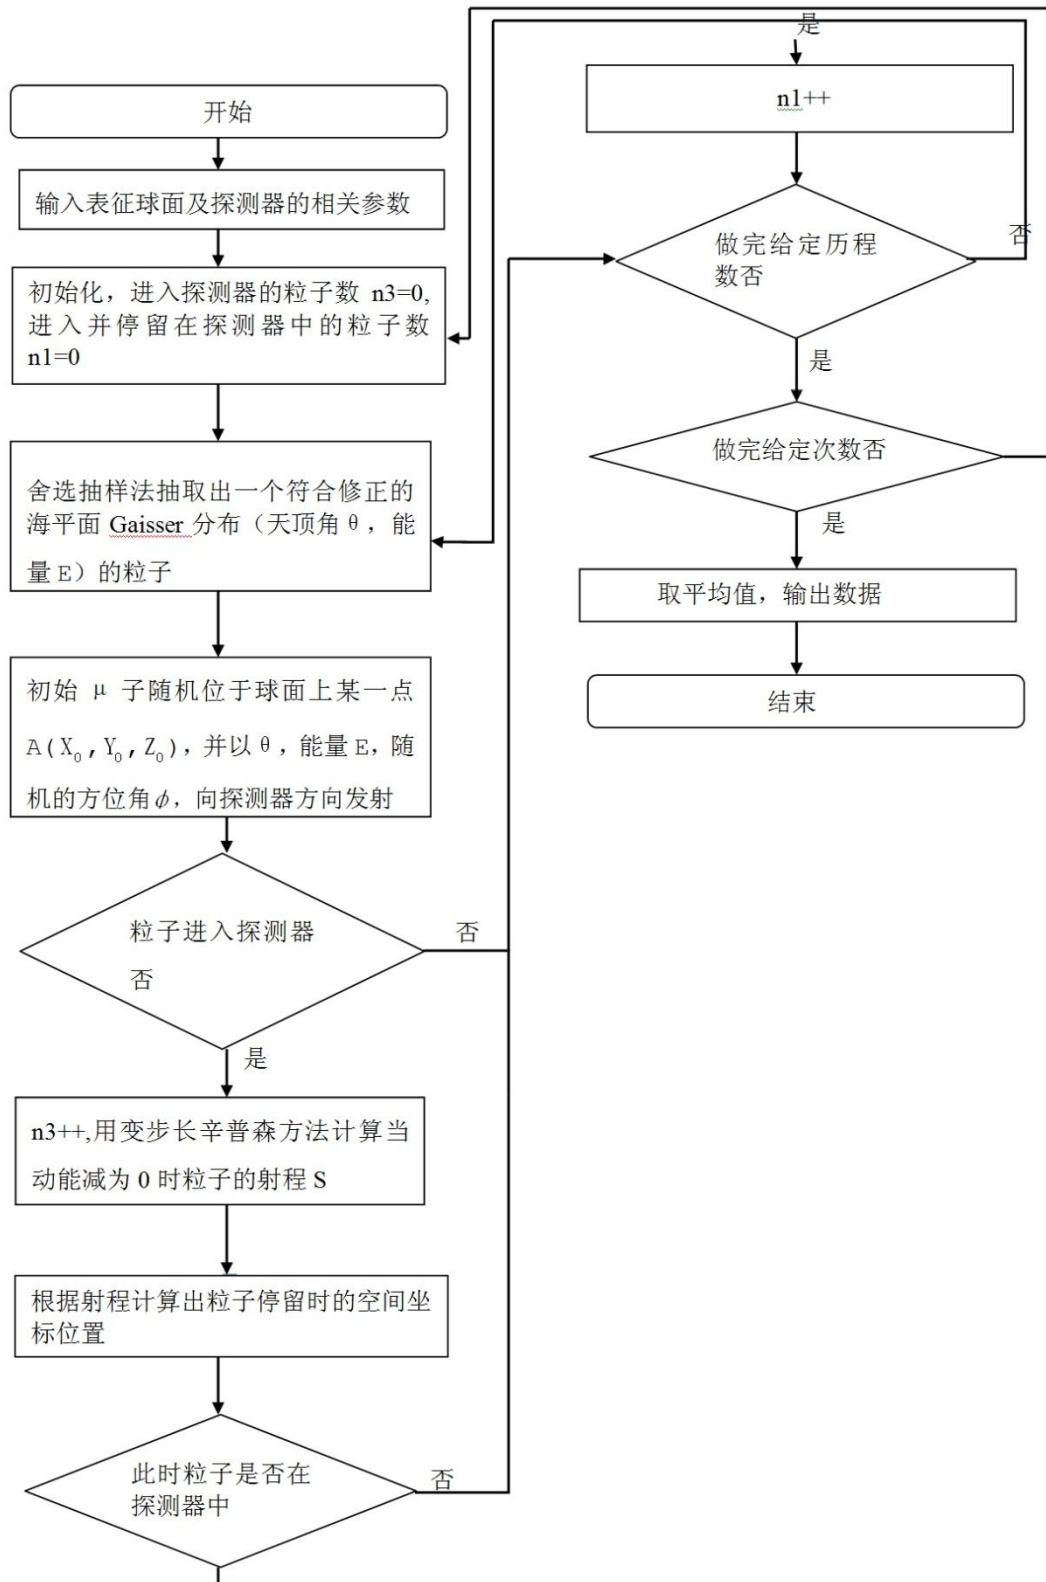 开始
输入表征球面及探测器的相关参数
初始化，进入探测器的粒子数 n3=0,
进入并停留在探测器中的粒子数
n1=0
舍选抽样法抽取出一个符合修正的
海平面 Gaisser 分布（天顶角 θ，能
量 E）的粒子
初始 μ 子随机位于球面上某一点
A(X₀,Y₀,Z₀)，并以 θ，能量 E，随
机的方位角 ϕ，向探测器方向发射
粒子进入探测器
否
否
是
n3++,用变步长辛普森方法计算当
动能减为 0 时粒子的射程 S
根据射程计算出粒子停留时的空间坐
标位置
此时粒子是否在
探测器中
否
是
n1++
做完给定历程
数否
否
是
做完给定次数否
是
取平均值，输出数据
结束